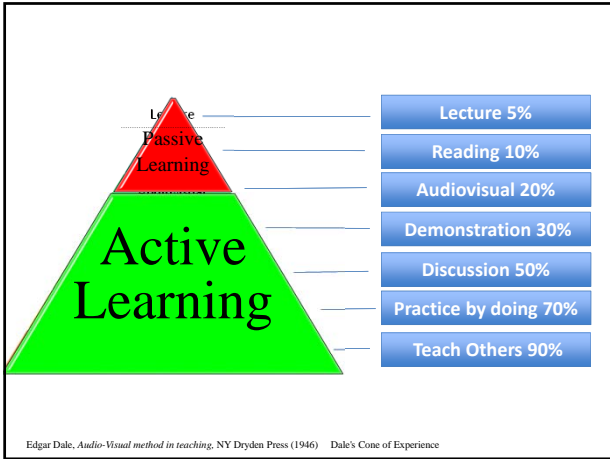 Lecture 5%
Passive
Learning
Reading 10%
Audiovisual 20%
Active
Learning
Demonstration 30%
Discussion 50%
Practice by doing 70%
Teach Others 90%
Edgar Dale, Audio-Visual method in teaching, NY Dryden Press (1946) Dale's Cone of Experience